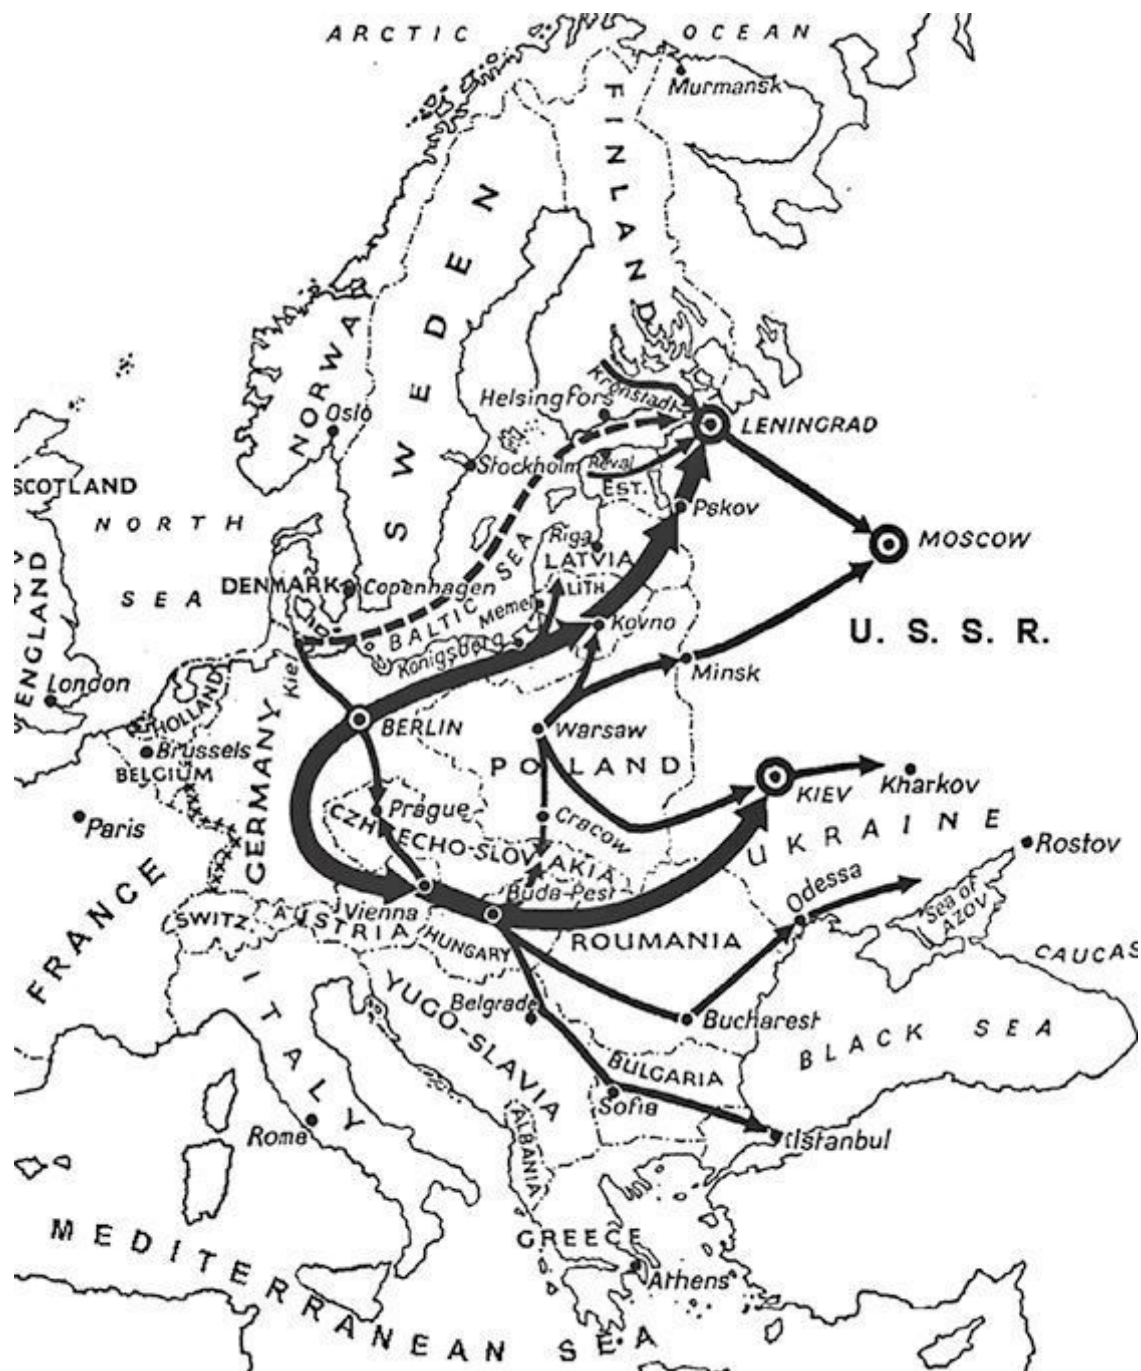 ARCTIC OCEAN
Murmansk
FINLAND
SWEDEN
NORWAY
Oslo
Helsingfors
Kronstadt
LENINGRAD
Stockholm
Reval
EST.
Pskov
SCOTLAND
NORTH SEA
MOSCOW
Riga
LATVIA
DENMARK
Copenhagen
LITH
BALTIC SEA
Memel
Kovno
U. S. S. R.
ENGLAND
London
Königsberg
Kiel
Minsk
HOLLAND
BERLIN
Warsaw
Brussels
BELGIUM
GERMANY
POLAND
KIEV
Kharkov
Paris
Prague
CZHECHO-SLOVAKIA
Cracow
UKRAINE
Rostov
FRANCE
Buda-Pest
Odessa
Sea of AZOV
SWITZ.
AUSTRIA
Vienna
HUNGARY
ROUMANIA
CAUCAS
ITALY
YUGO-SLAVIA
Belgrade
Bucharest
BLACK SEA
BULGARIA
Sofia
Roma
ALBANIA
Istanbul
GREECE
Athens
MEDITERRANEAN SEA